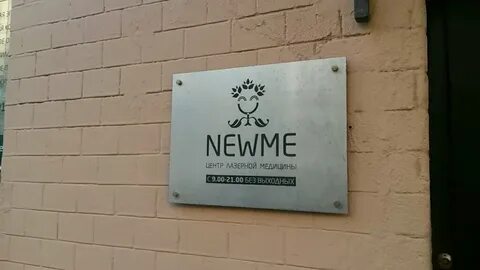 NEWME
ЦЕНТР ЛАЗЕРНОЙ МЕДИЦИНЫ
С 9.00-21.00 БЕЗ ВЫХОДНЫХ